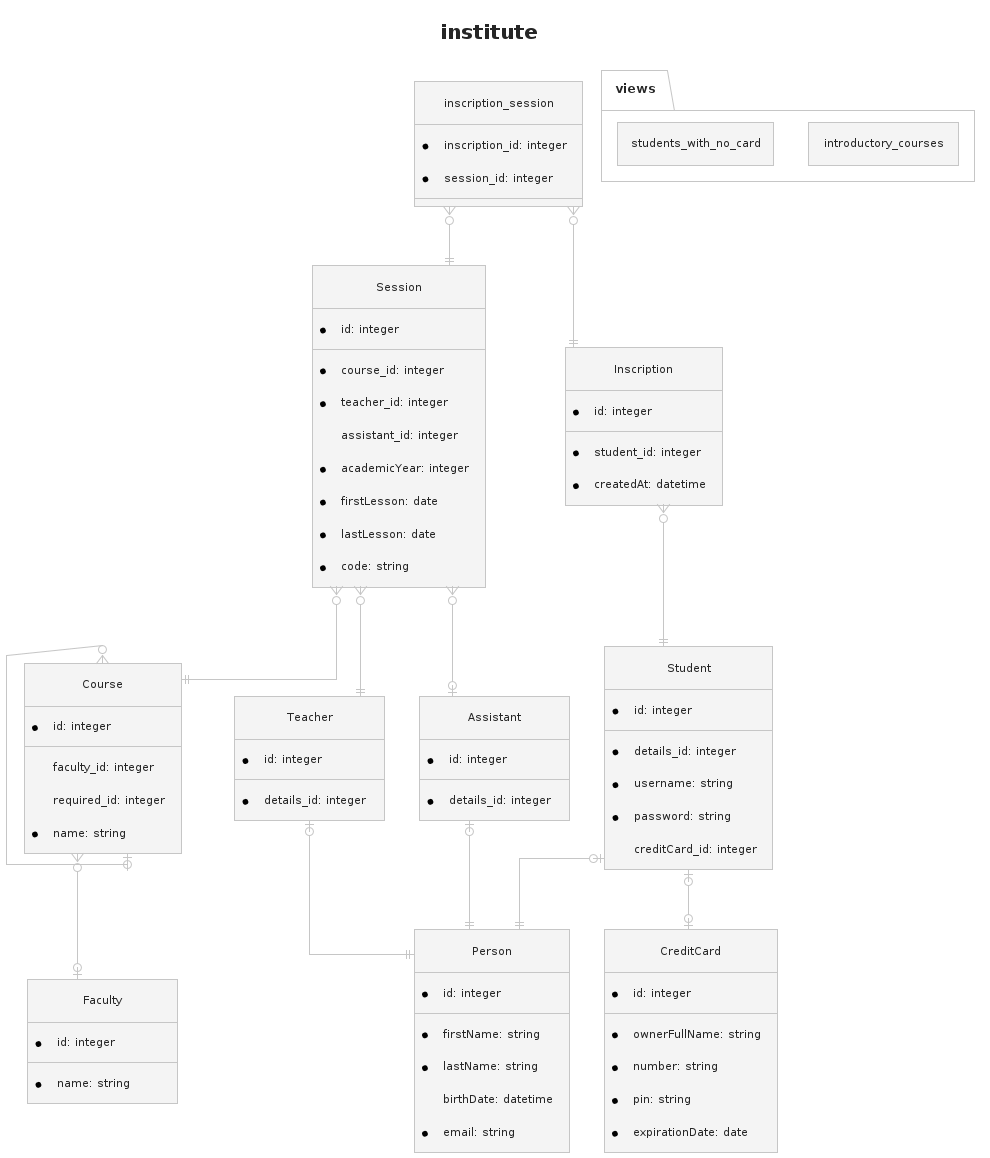 institute
inscription_session
inscription_id: integer
session_id: integer
views
students_with_no_card
introductory_courses
Session
id: integer
course_id: integer
teacher_id: integer
assistant_id: integer
academicYear: integer
firstLesson: date
lastLesson: date
code: string
Inscription
id: integer
student_id: integer
createdAt: datetime
Course
id: integer
faculty_id: integer
required_id: integer
name: string
Teacher
id: integer
details_id: integer
Assistant
id: integer
details_id: integer
Student
id: integer
details_id: integer
username: string
password: string
creditCard_id: integer
Faculty
id: integer
name: string
Person
id: integer
firstName: string
lastName: string
birthDate: datetime
email: string
CreditCard
id: integer
ownerFullName: string
number: string
pin: string
expirationDate: date